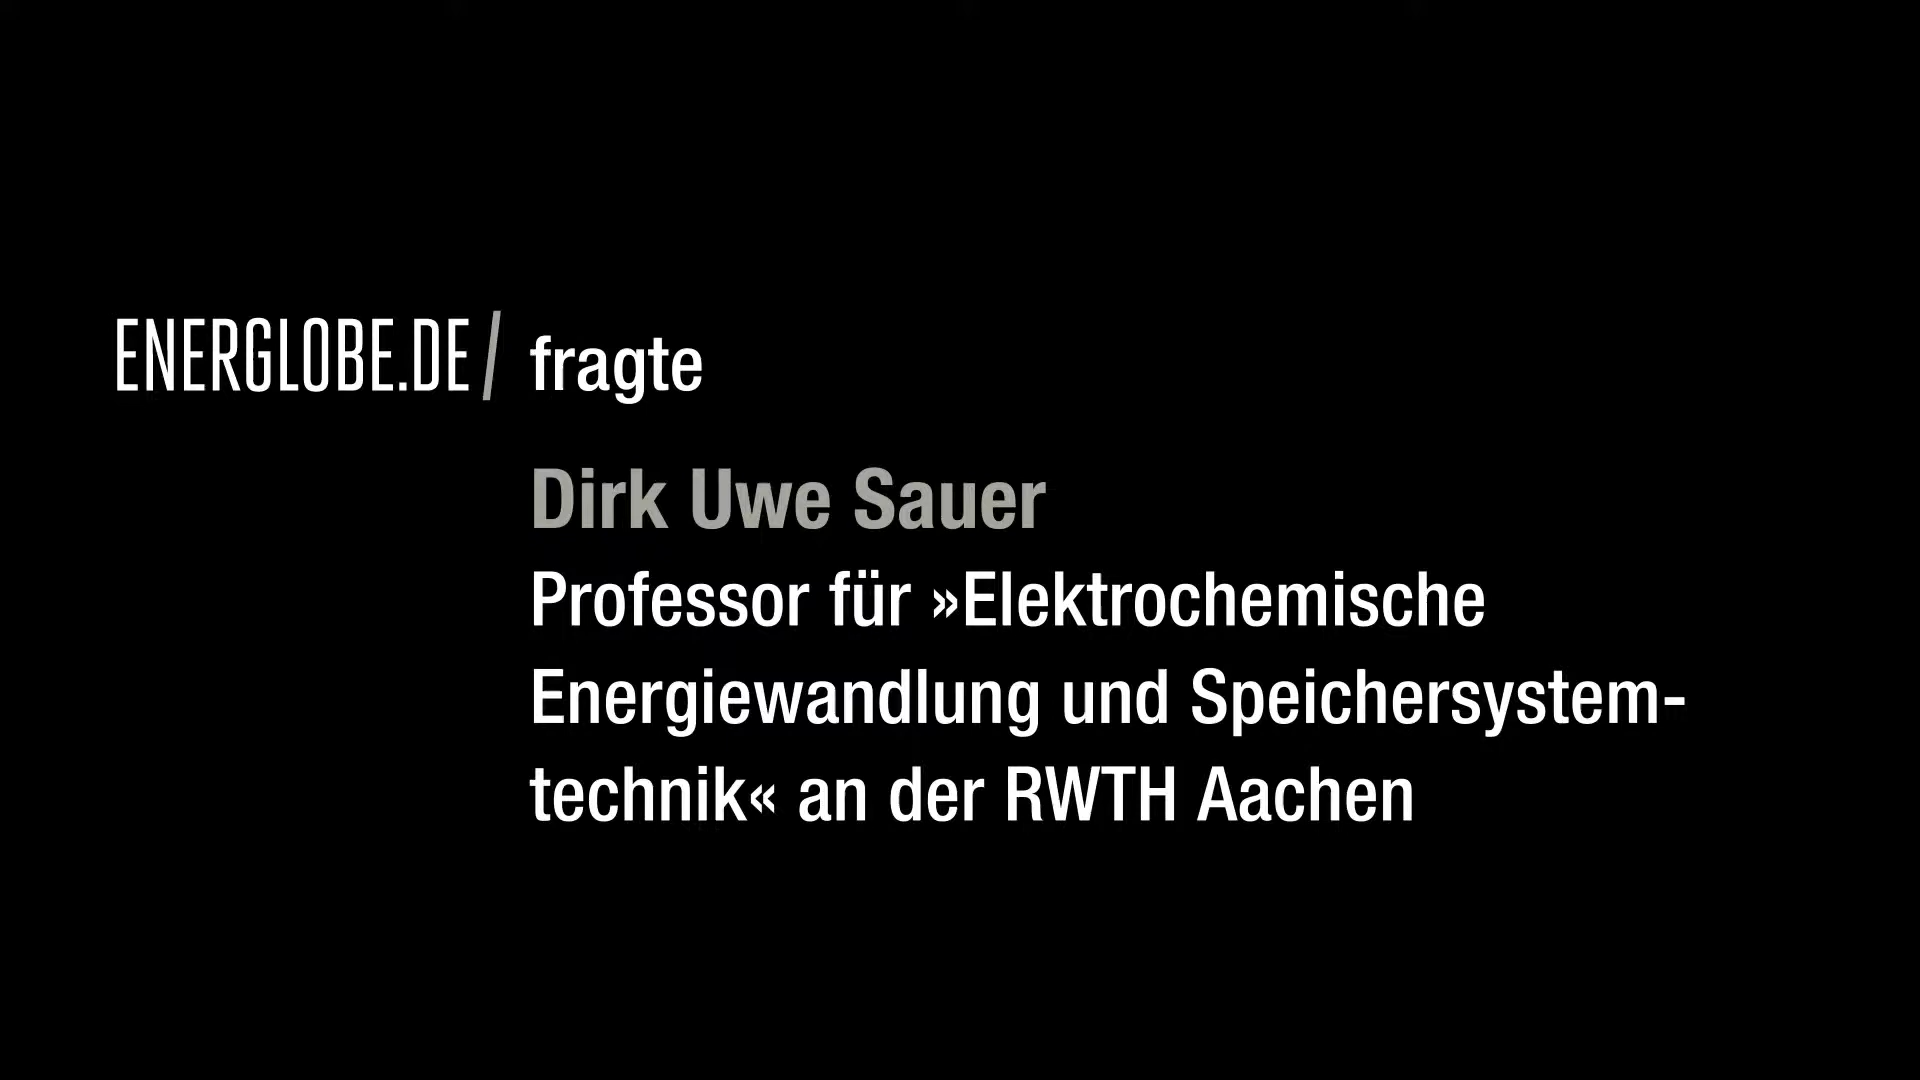 ENERGLOBE.DE/ fragte
Dirk Uwe Sauer
Professor für »Elektrochemische
Energiewandlung und Speichersystem-
technik« an der RWTH Aachen